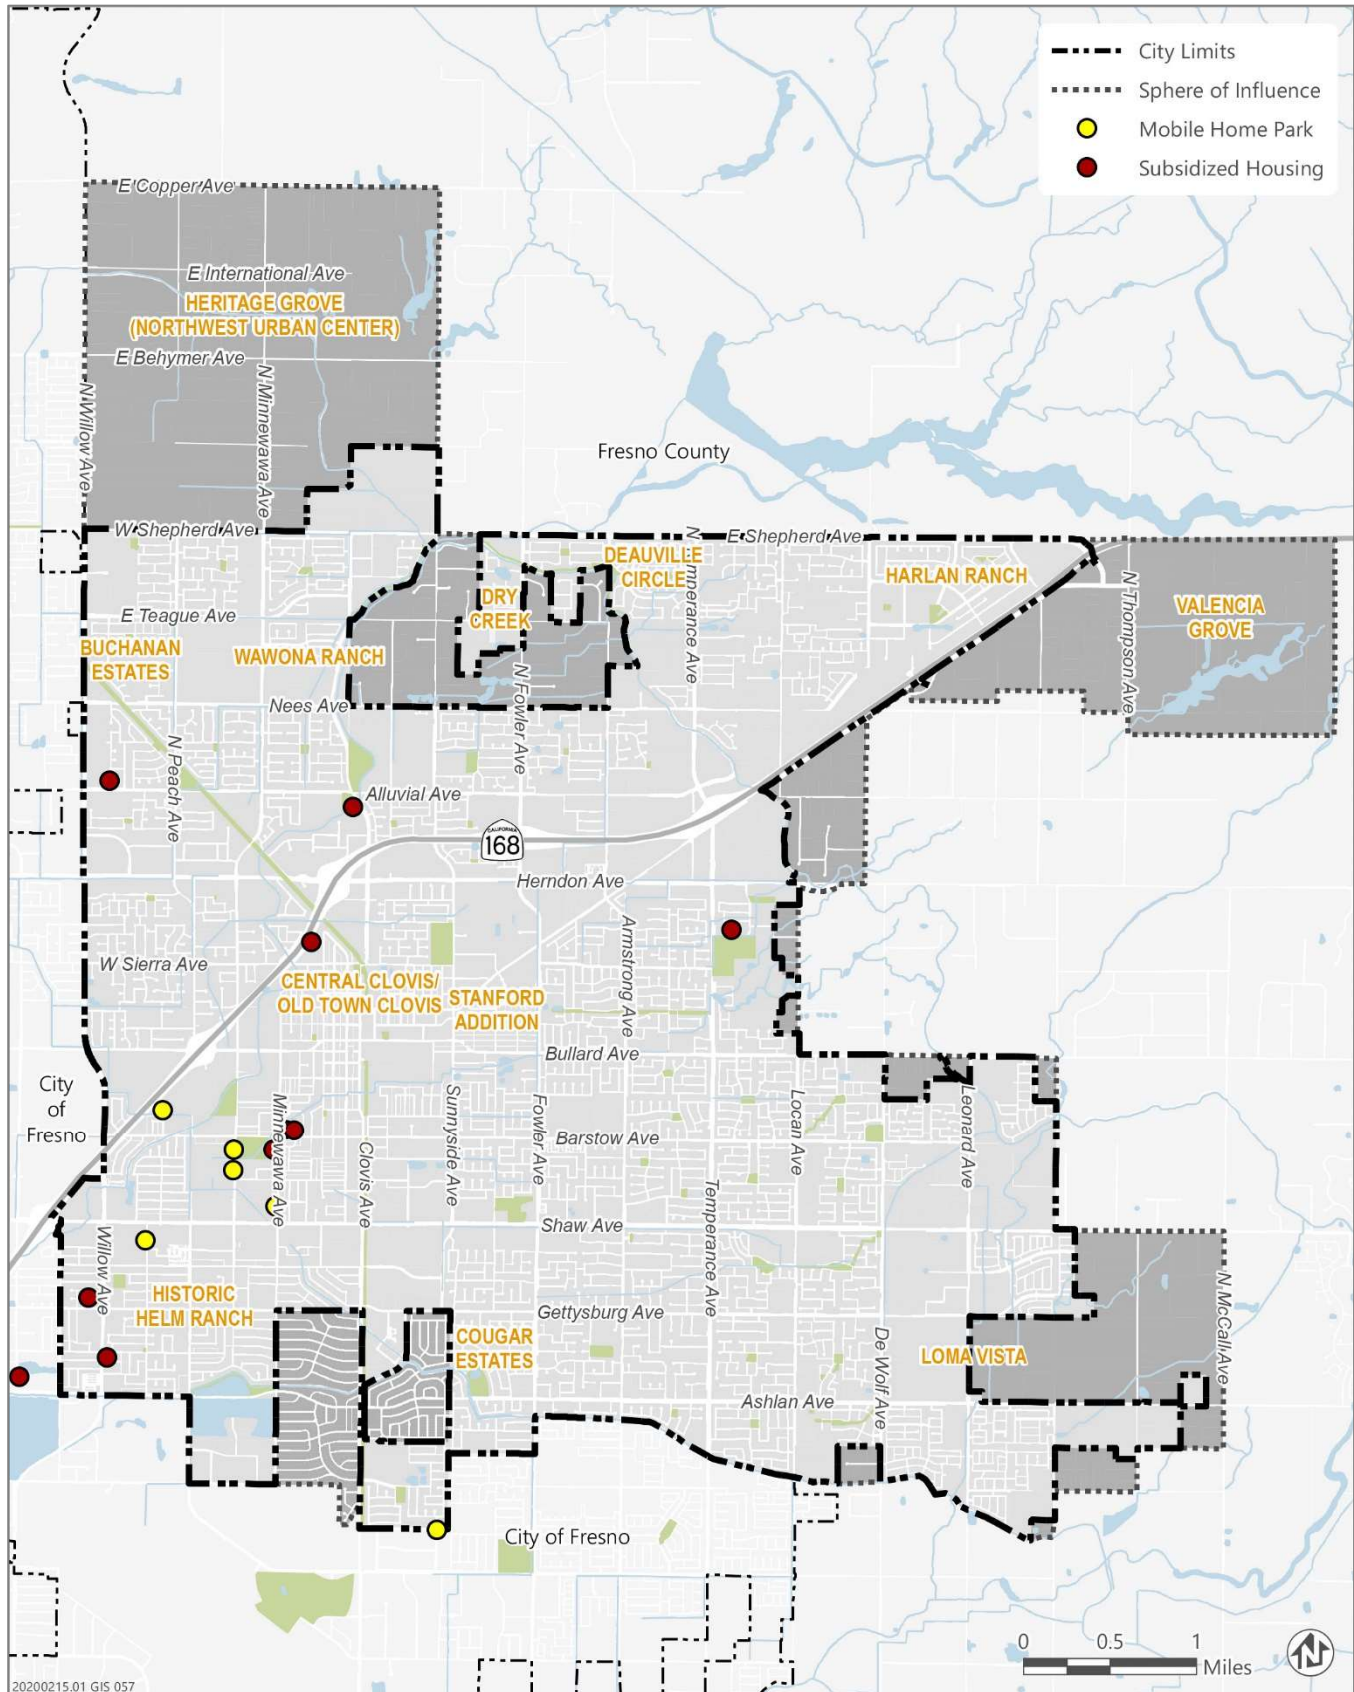 City Limits
Sphere of Influence
Mobile Home Park
Subsidized Housing
E Copper Ave
E International Ave
HERITAGE GROVE
(NORTHWEST URBAN CENTER)
E Behymer Ave
N Willow Ave
N Minnewawa Ave
Fresno County
W Shepherd Ave
E Shepherd Ave
N Temperance Ave
DEAUVILLE
CIRCLE
HARLAN RANCH
N Thompson Ave
VALENCIA
GROVE
DRY
CREEK
E Teague Ave
BUCHANAN
ESTATES
WAWONA RANCH
Nees Ave
N Fowler Ave
N Peach Ave
Alluvial Ave
CALIFORNIA
168
Herndon Ave
Armstrong Ave
W Sierra Ave
CENTRAL CLOVIS/
OLD TOWN CLOVIS
STANFORD
ADDITION
Bullard Ave
City
of
Fresno
Minnewawa Ave
Clovis Ave
Sunnyside Ave
Fowler Ave
Barstow Ave
Locan Ave
Leonard Ave
Temperance Ave
Shaw Ave
Willow Ave
HISTORIC
HELM RANCH
Gettysburg Ave
COUGAR
ESTATES
De Wolf Ave
LOMA VISTA
N McCall Ave
Ashlan Ave
City of Fresno
0 0.5 1
Miles
N
20200215.01 GIS 057